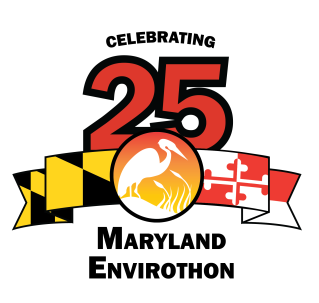 CELEBRATING
25
MARYLAND
ENVIROTHON